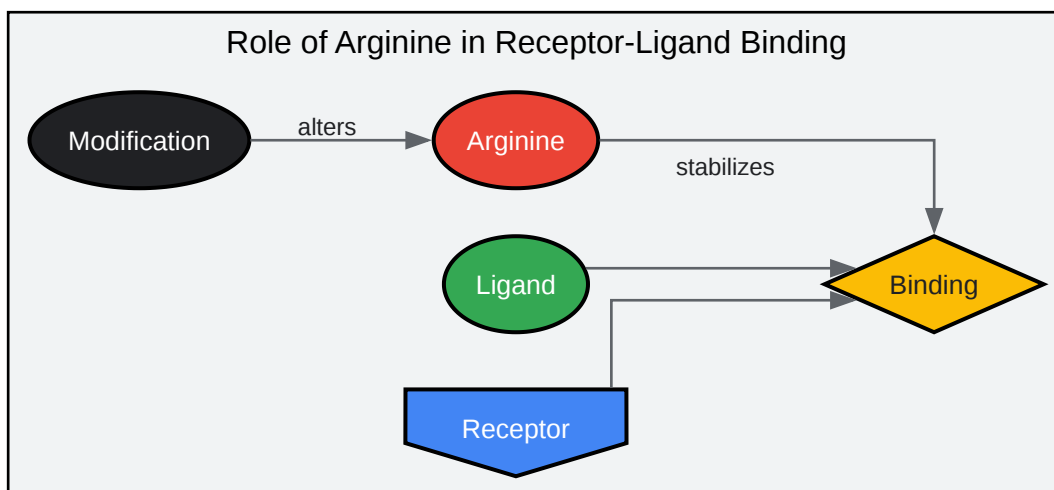 Role of Arginine in Receptor-Ligand Binding
Modification
alters
Arginine
stabilizes
Ligand
Binding
Receptor